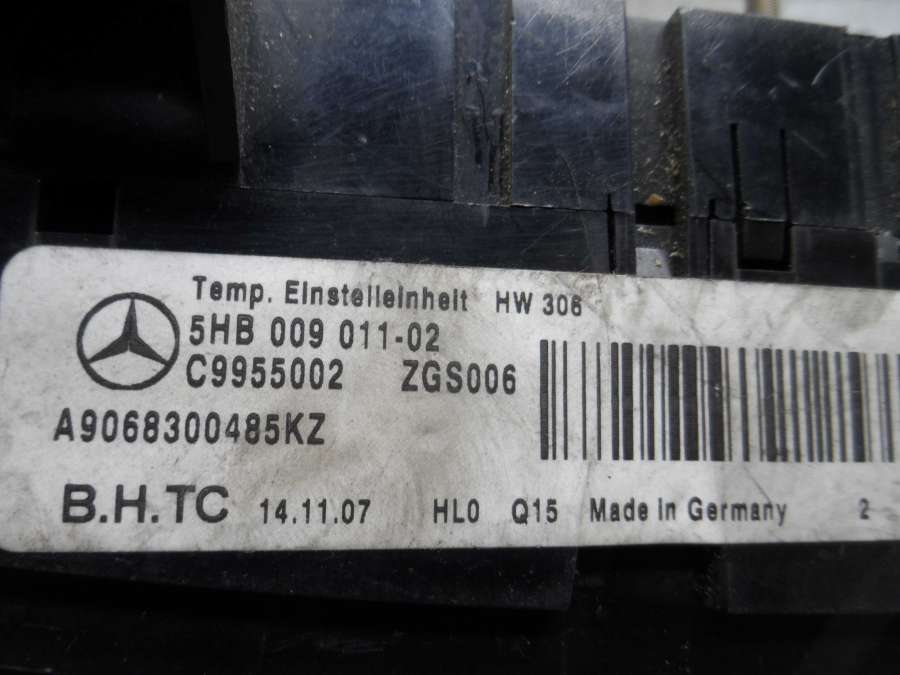 Temp. Einstelleinheit HW 306
5HB 009 011-02
C9955002 ZGS006
A9068300485KZ
B.H.TC 14.11.07 HL0 Q15 Made in Germany 2